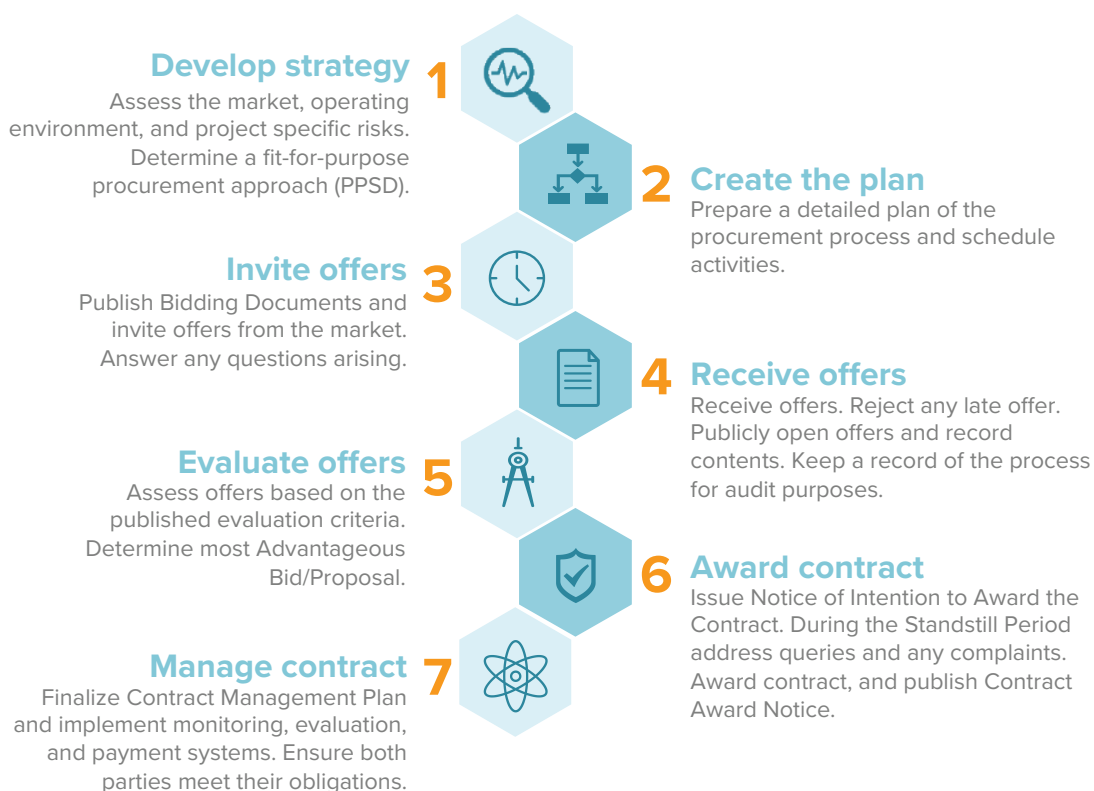 Develop strategy
1
Assess the market, operating
environment, and project specific risks.
Determine a fit-for-purpose
procurement approach (PPSD).
2
Create the plan
Prepare a detailed plan of the
procurement process and schedule
activities.
Invite offers
3
Publish Bidding Documents and
invite offers from the market.
Answer any questions arising.
4
Receive offers
Receive offers. Reject any late offer.
Publicly open offers and record
contents. Keep a record of the process
for audit purposes.
Evaluate offers
5
Assess offers based on the
published evaluation criteria.
Determine most Advantageous
Bid/Proposal.
6
Award contract
Issue Notice of Intention to Award the
Contract. During the Standstill Period
address queries and any complaints.
Award contract, and publish Contract
Award Notice.
Manage contract
7
Finalize Contract Management Plan
and implement monitoring, evaluation,
and payment systems. Ensure both
parties meet their obligations.